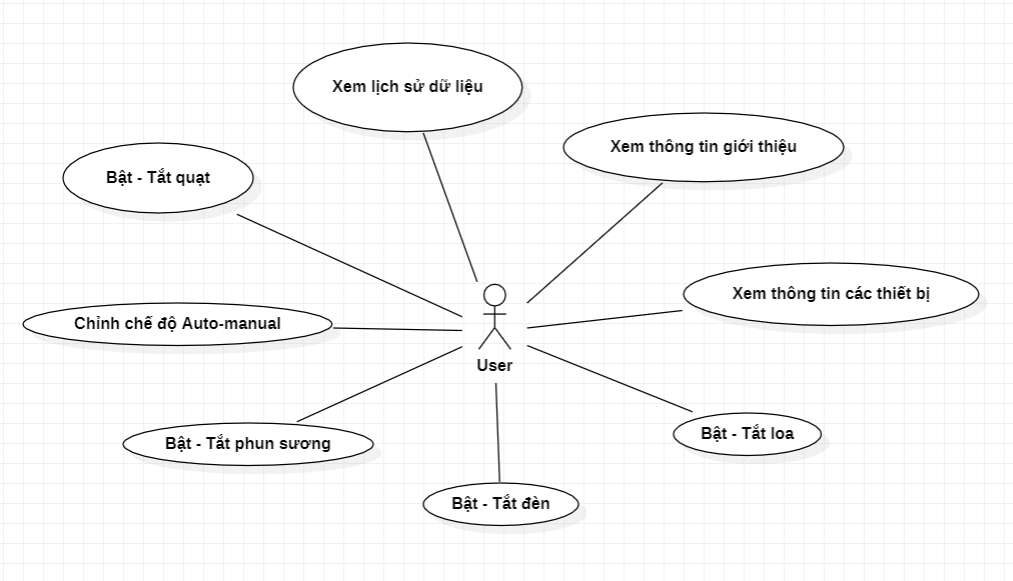 Xem lịch sử dữ liệu
Xem thông tin giới thiệu
Bật - Tắt quạt
Xem thông tin các thiết bị
Chỉnh chế độ Auto-manual
User
Bật - Tắt loa
Bật - Tắt phun sương
Bật - Tắt đèn